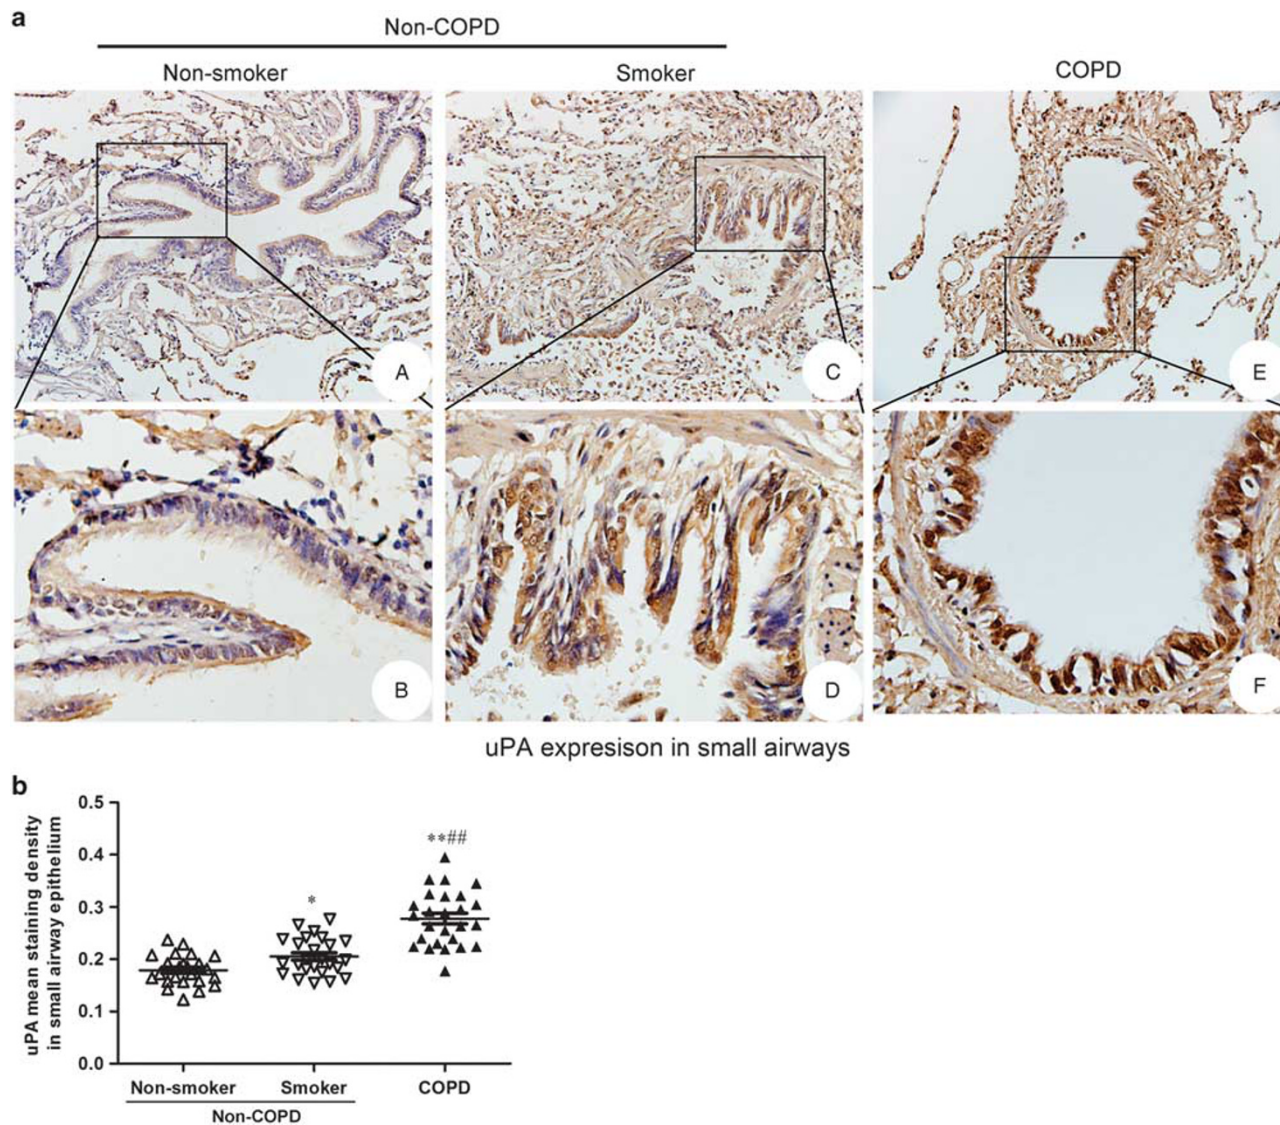 a
Non-COPD
Non-smoker
Smoker
COPD
A
C
E
B
D
F
uPA expresison in small airways
b
uPA mean staining density
in small airway epithelium
0.5
0.4
0.3
0.2
0.1
0.0
*
**##
Non-smoker
Smoker
COPD
Non-COPD